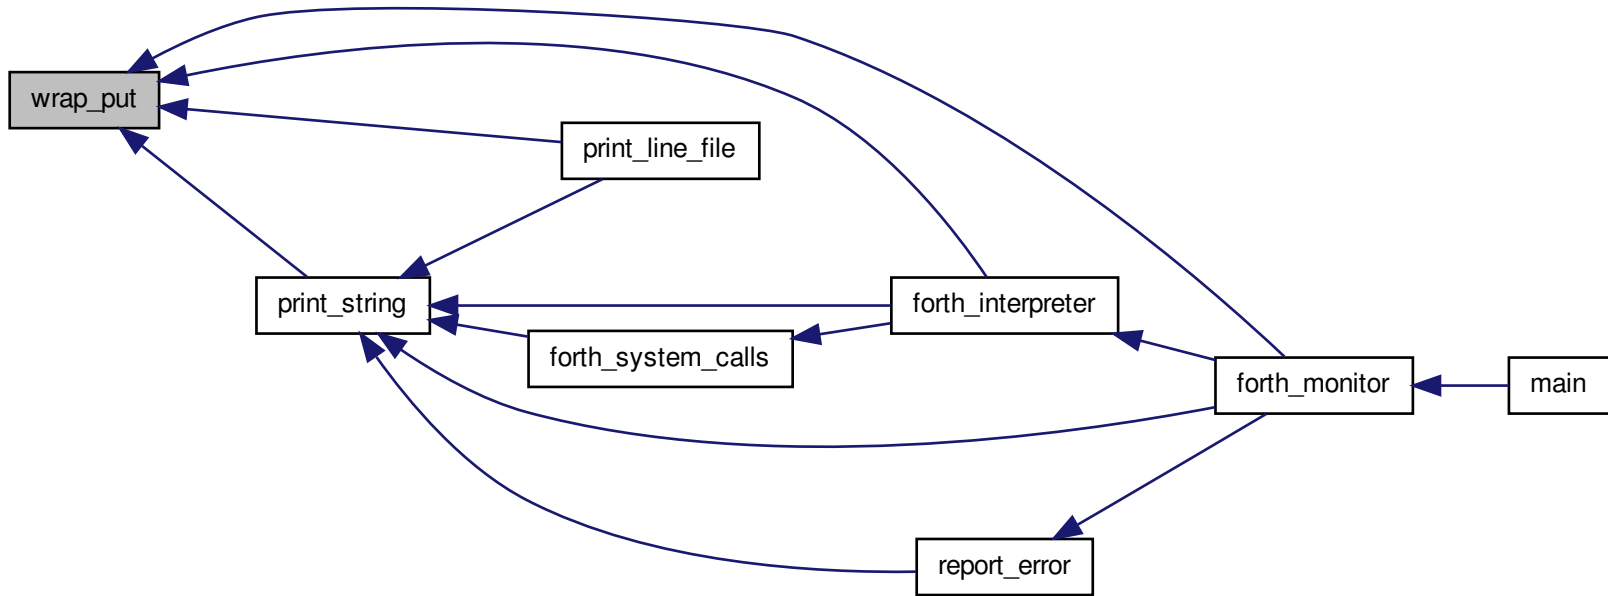 wrap_put
print_line_file
print_string
forth_interpreter
forth_system_calls
forth_monitor
main
report_error